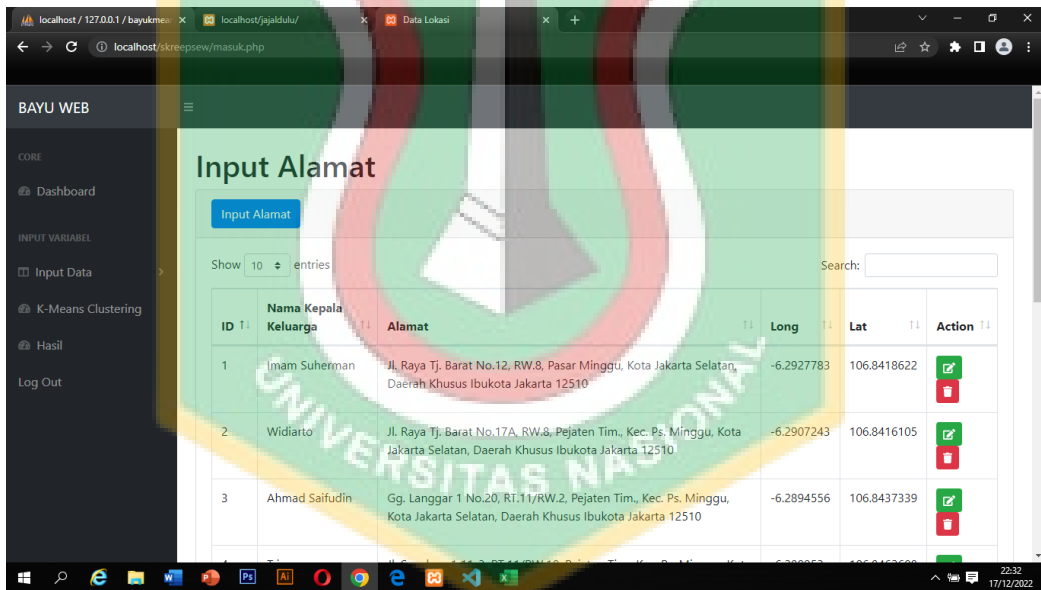 localhost / 127.0.0.1 / bayukmean
localhost/jajaldulu/
Data Lokasi
localhost/skreepsew/masuk.php
BAYU WEB
CORE
Dashboard
INPUT VARIABEL
Input Data
K-Means Clustering
Hasil
Log Out
Input Alamat
Input Alamat
Show 10 entries
Search:
ID
Nama Kepala
Keluarga
Alamat
Long
Lat
Action
1
Imam Suherman
Jl. Raya Tj. Barat No.12, RW.8, Pasar Minggu, Kota Jakarta Selatan,
Daerah Khusus Ibukota Jakarta 12510
-6.2927783
106.8418622
2
Widiarto
Jl. Raya Tj. Barat No.17A, RW.8, Pejaten Tim., Kec. Ps. Minggu, Kota
Jakarta Selatan, Daerah Khusus Ibukota Jakarta 12510
-6.2907243
106.8416105
3
Ahmad Saifudin
Gg. Langgar 1 No.20, RT.11/RW.2, Pejaten Tim., Kec. Ps. Minggu,
Kota Jakarta Selatan, Daerah Khusus Ibukota Jakarta 12510
-6.2894556
106.8437339
UNIVERSITAS NASIONAL
Ps
Ai
22:32
17/12/2022